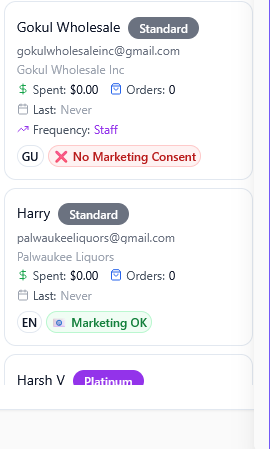 Gokul Wholesale Standard
gokulwholesaleinc@gmail.com
Gokul Wholesale Inc
Spent: $0.00 Orders: 0
Last: Never
Frequency: Staff
GU ❌ No Marketing Consent
Harry Standard
palwaukeeliquors@gmail.com
Palwaukee Liquors
Spent: $0.00 Orders: 0
Last: Never
EN 📧 Marketing OK
Harsh V Platinum